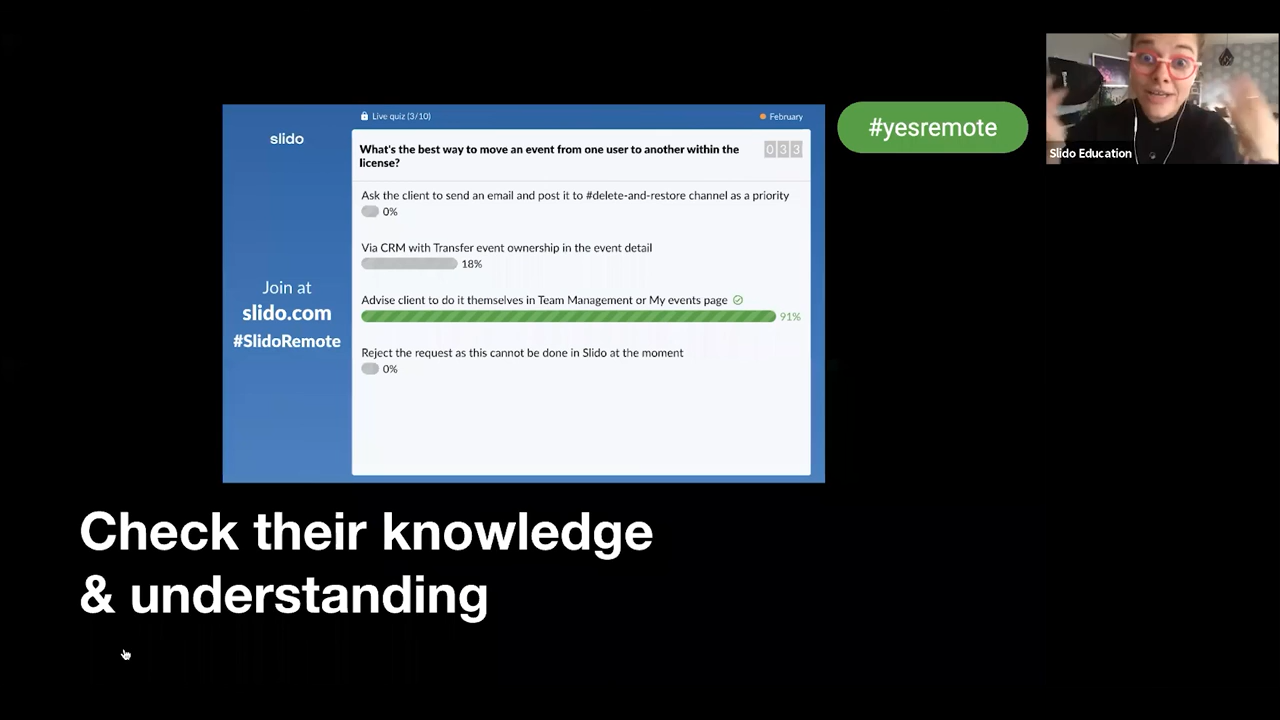 slido
Live quiz (3/10)
February
What's the best way to move an event from one user to another within the
license?
033
Ask the client to send an email and post it to #delete-and-restore channel as a priority
0%
Via CRM with Transfer event ownership in the event detail
18%
Advise client to do it themselves in Team Management or My events page
91%
Reject the request as this cannot be done in Slido at the moment
0%
Join at
slido.com
#SlidoRemote
#yesremote
Slido Education
Check their knowledge
& understanding